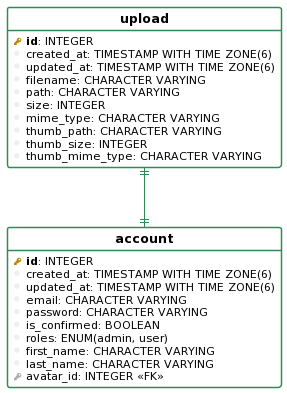 upload
id: INTEGER
created_at: TIMESTAMP WITH TIME ZONE(6)
updated_at: TIMESTAMP WITH TIME ZONE(6)
filename: CHARACTER VARYING
path: CHARACTER VARYING
size: INTEGER
mime_type: CHARACTER VARYING
thumb_path: CHARACTER VARYING
thumb_size: INTEGER
thumb_mime_type: CHARACTER VARYING
account
id: INTEGER
created_at: TIMESTAMP WITH TIME ZONE(6)
updated_at: TIMESTAMP WITH TIME ZONE(6)
email: CHARACTER VARYING
password: CHARACTER VARYING
is_confirmed: BOOLEAN
roles: ENUM(admin, user)
first_name: CHARACTER VARYING
last_name: CHARACTER VARYING
avatar_id: INTEGER «FK»